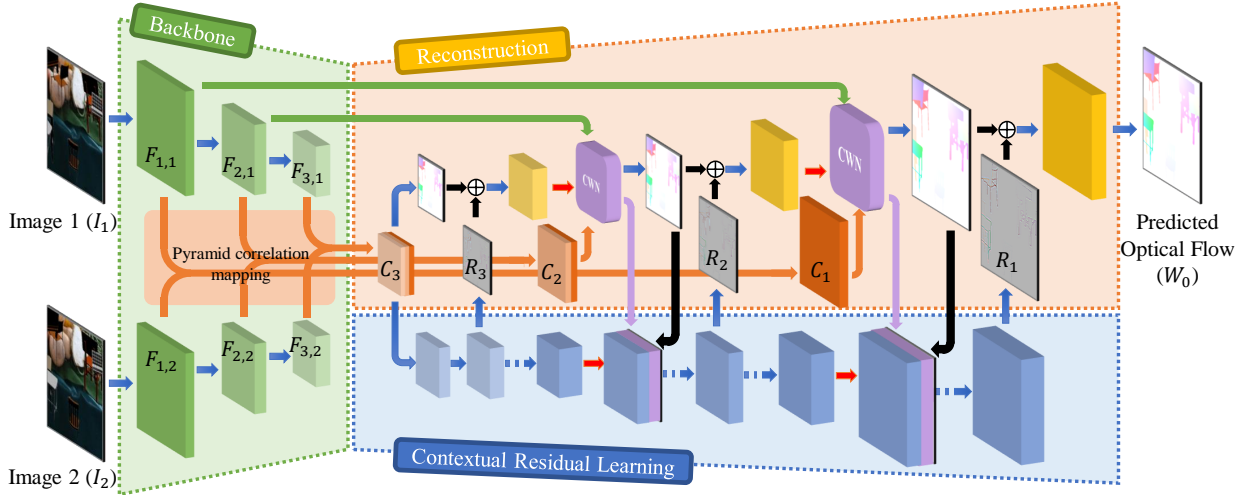 Backbone
Reconstruction
F1,1
F2,1
F3,1
CWN
CWN
Image 1 (I1)
Pyramid correlation
mapping
C3
R3
C2
R2
C1
R1
Predicted
Optical Flow
(W0)
F1,2
F2,2
F3,2
Image 2 (I2)
Contextual Residual Learning